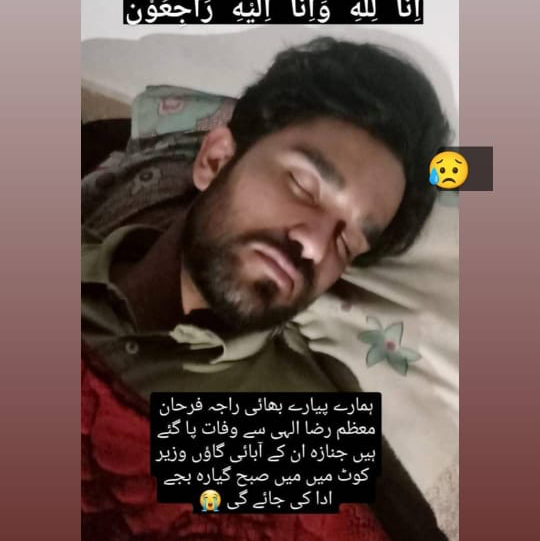 اِنَّا لِلّٰهِ وَاِنَّا اِلَيْهِ رَاجِعُوْن
ہمارے پیارے بھائی راجہ فرحان
معظم رضا الہی سے وفات پا گئے
ہیں جنازہ ان کے آبائی گاؤں وزیر
کوٹ میں میں صبح گیارہ بجے
ادا کی جائے گی 😭